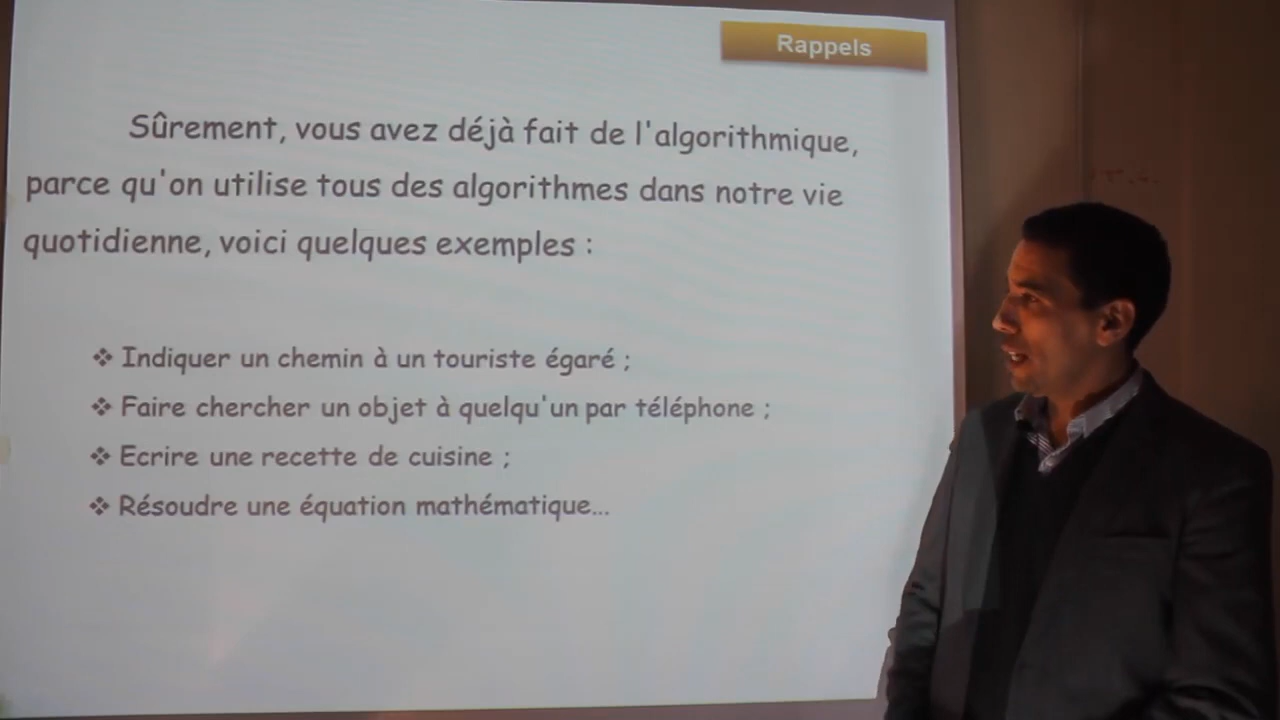 Rappels
Sûrement, vous avez déjà fait de l'algorithmique,
parce qu'on utilise tous des algorithmes dans notre vie
quotidienne, voici quelques exemples :
❖ Indiquer un chemin à un touriste égaré ;
❖ Faire chercher un objet à quelqu'un par téléphone ;
❖ Ecrire une recette de cuisine ;
❖ Résoudre une équation mathématique...